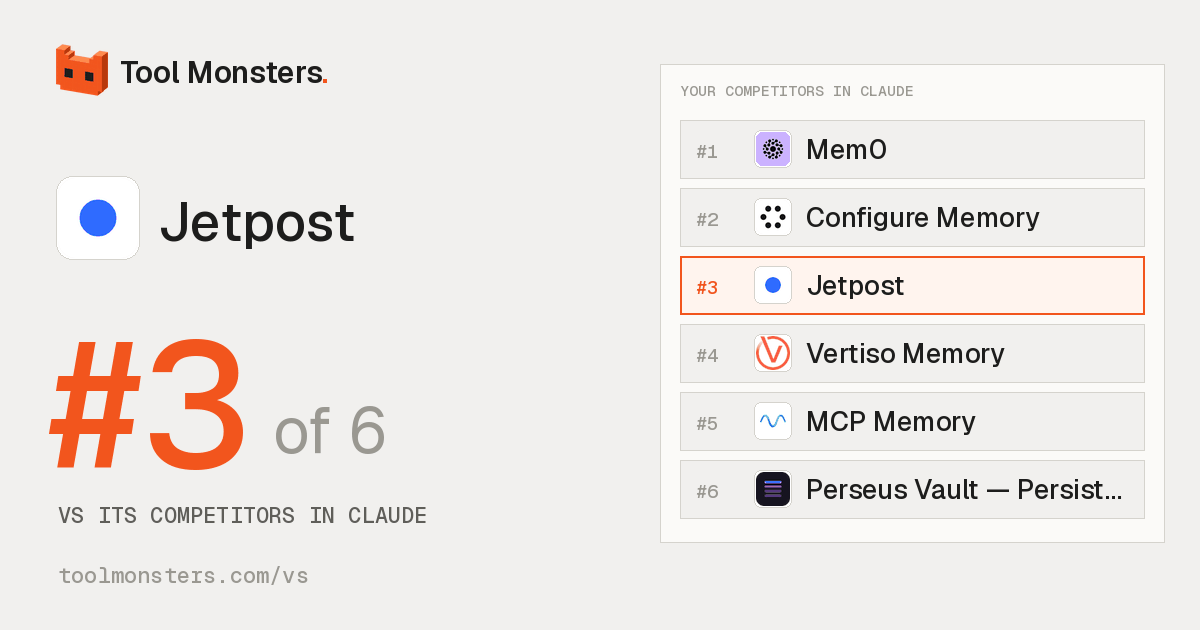 Tool Monsters.
Jetpost
#3 of 6
VS ITS COMPETITORS IN CLAUDE
toolmonsters.com/vs
YOUR COMPETITORS IN CLAUDE
#1 Mem0
#2 Configure Memory
#3 Jetpost
#4 Vertiso Memory
#5 MCP Memory
#6 Perseus Vault — Persist...